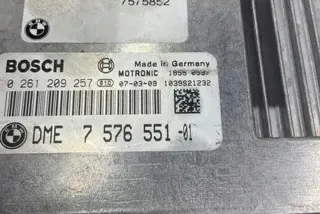 7575852
BOSCH
Made in Germany
MOTRONIC
0 261 209 257
07-03-09 1039S21232
DME 7 576 551 -01